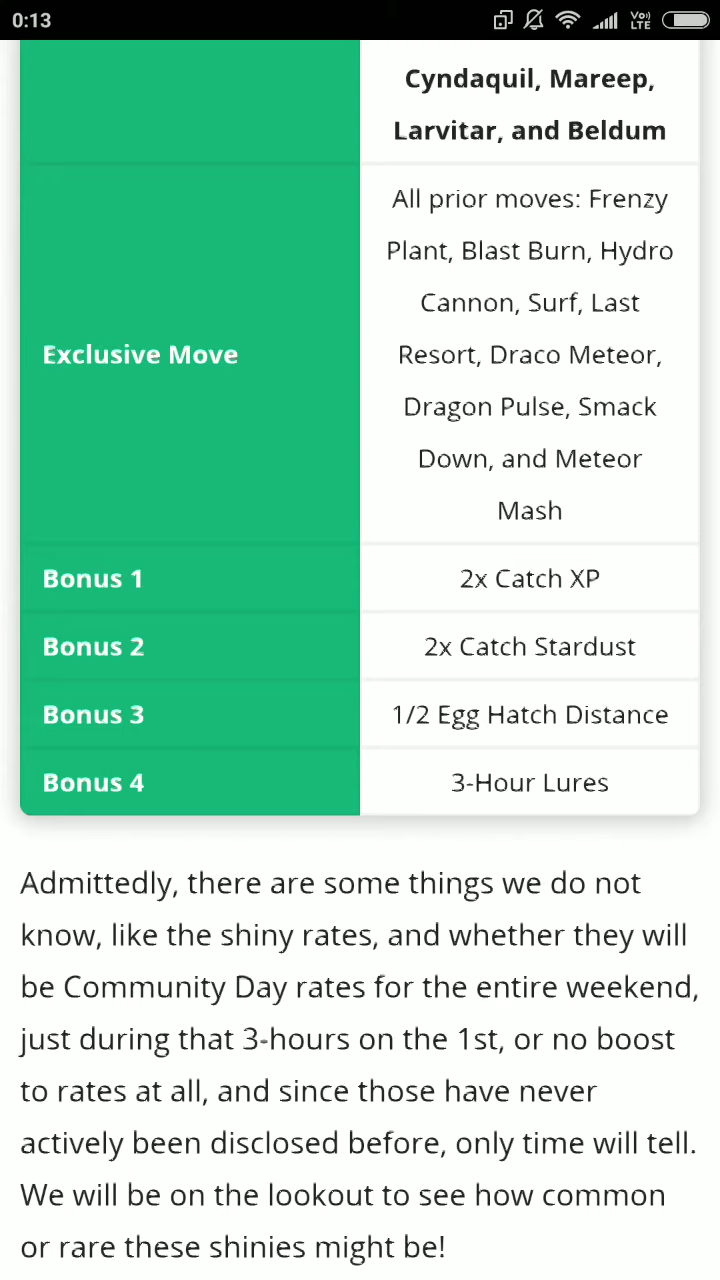 0:13
Vo) LTE
Cyndaquil, Mareep,
Larvitar, and Beldum
Exclusive Move
All prior moves: Frenzy
Plant, Blast Burn, Hydro
Cannon, Surf, Last
Resort, Draco Meteor,
Dragon Pulse, Smack
Down, and Meteor
Mash
Bonus 1
2x Catch XP
Bonus 2
2x Catch Stardust
Bonus 3
1/2 Egg Hatch Distance
Bonus 4
3-Hour Lures
Admittedly, there are some things we do not
know, like the shiny rates, and whether they will
be Community Day rates for the entire weekend,
just during that 3-hours on the 1st, or no boost
to rates at all, and since those have never
actively been disclosed before, only time will tell.
We will be on the lookout to see how common
or rare these shinies might be!